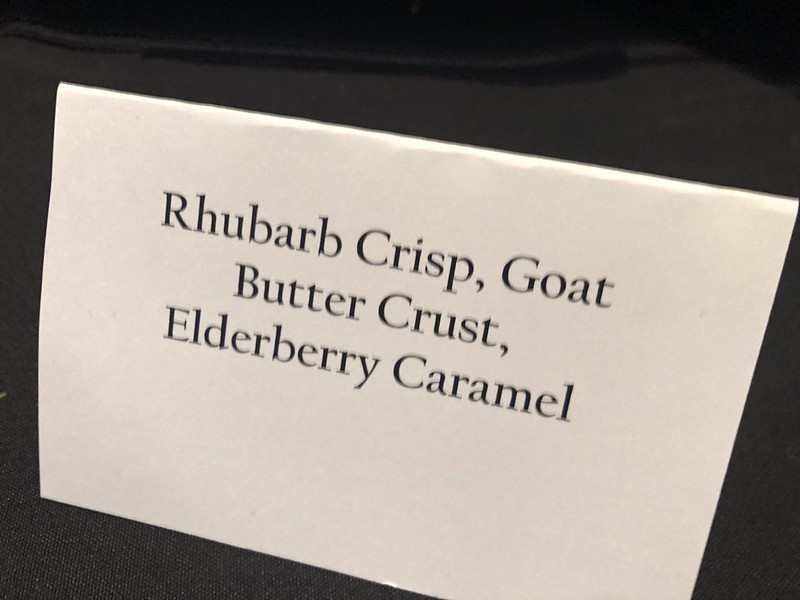 Rhubarb Crisp, Goat
Butter Crust,
Elderberry Caramel